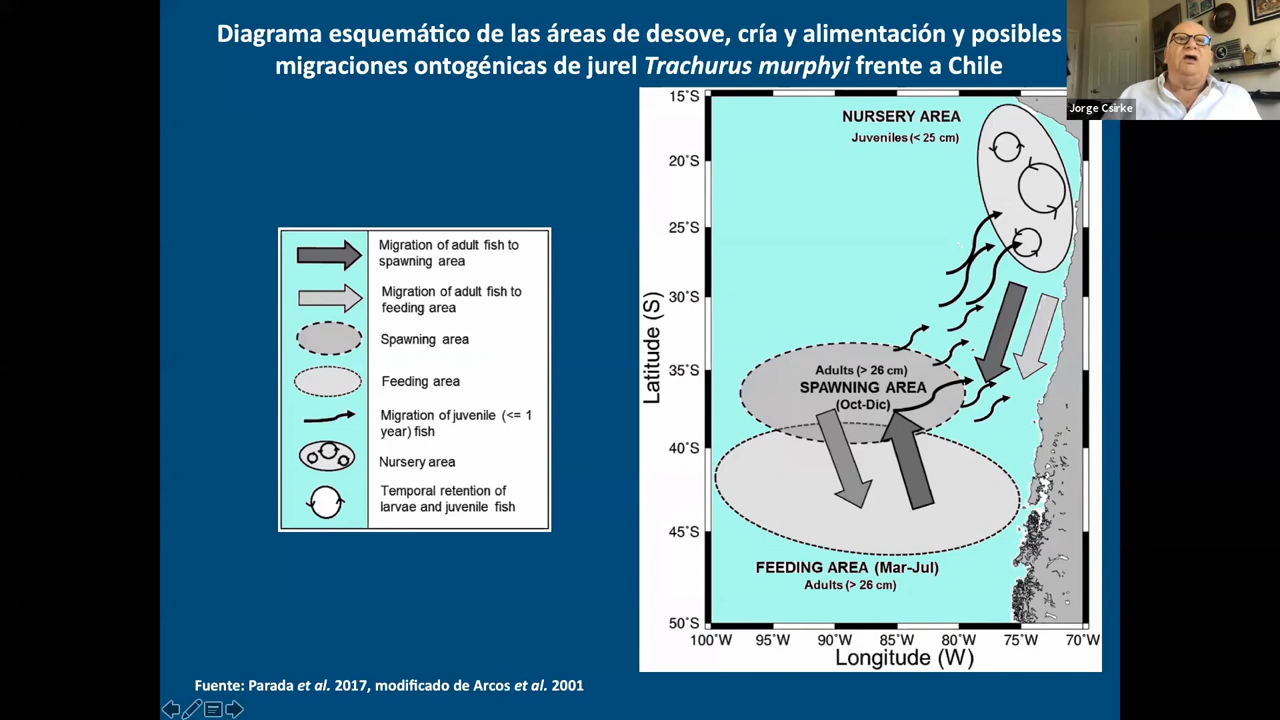 Diagrama esquemático de las áreas de desove, cría y alimentación y posibles
migraciones ontogénicas de jurel Trachurus murphyi frente a Chile
Jorge Csirke
Migration of adult fish to
spawning area
Migration of adult fish to
feeding area
Spawning area
Feeding area
Migration of juvenile (<= 1
year) fish
Nursery area
Temporal retention of
larvae and juvenile fish
Latitude (S)
15°S
20°S
25°S
30°S
35°S
40°S
45°S
50°S
NURSERY AREA
Juveniles (< 25 cm)
Adults (> 26 cm)
SPAWNING AREA
(Oct-Dic)
FEEDING AREA (Mar-Jul)
Adults (> 26 cm)
100°W 95°W 90°W 85°W 80°W 75°W 70°W
Longitude (W)
Fuente: Parada et al. 2017, modificado de Arcos et al. 2001